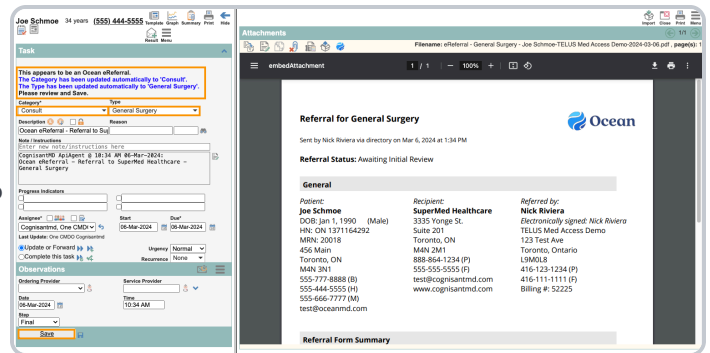 Joe Schmoe 34 years (555) 444-5555 Template Graph Summary Print Hide
Result Menu
Task
This appears to be an Ocean eReferral.
The Category has been updated automatically to 'Consult'.
The Type has been updated automatically to 'General Surgery'.
Please review and Save.
Category* Type
Consult General Surgery
Description Reason
Ocean eReferral - Referral to Su
Note / Instructions
Enter new note/instructions here
CognisantMD ApiAgent @ 10:34 AM 06-Mar-2024:
Ocean eReferral – Referral to SuperMed Healthcare –
General Surgery
Progress Indicators
Assignee* Start Due*
Cognisantmd, One CMDO 06-Mar-2024 06-Mar-2024
Last Update: One CMDO Cognisantmd
Update or Forward Urgency Normal
Complete this task Recurrence None
Observations
Ordering Provider Service Provider
Date Time
06-Mar-2024 10:34 AM
Step
Final
Save
Import Close Print Menu
Attachments 1/1
Filename: eReferral - General Surgery - Joe Schmoe-TELUS Med Access Demo-2024-03-06.pdf , page(s): 1
embedAttachment 1 / 1 — 100% +
Referral for General Surgery
Ocean
Sent by Nick Riviera via directory on Mar 6, 2024 at 1:34 PM
Referral Status: Awaiting Initial Review
General
Patient:
Joe Schmoe
DOB: Jan 1, 1990 (Male)
HN: ON 1371164292
MRN: 20018
456 Main
Toronto, ON
M4N 3N1
555-777-8888 (B)
555-444-5555 (H)
555-666-7777 (M)
test@oceanmd.com
Recipient:
SuperMed Healthcare
3335 Yonge St.
Suite 201
Toronto, ON
M4N 2M1
888-864-1234 (P)
555-555-5555 (F)
test@cognisantmd.com
www.cognisantmd.com
Referred by:
Nick Riviera
Electronically signed: Nick Riviera
TELUS Med Access Demo
123 Test Ave
Toronto, Ontario
L9M0L8
416-123-1234 (P)
416-111-1111 (F)
Billing #: 52225
Referral Form Summary